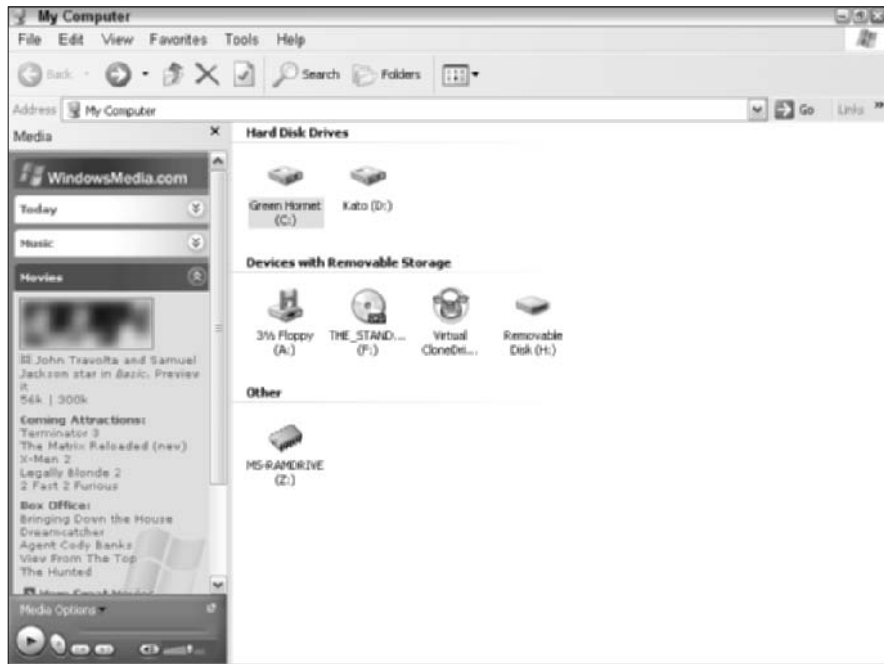 My Computer
File Edit View Favorites Tools Help
Back Search Folders
Address My Computer Go Links »
Media ×
WindowsMedia.com
Today
Music
Movies
John Travolta and Samuel
Jackson star in Basic. Preview
it
56k | 300k
Coming Attractions:
Terminator 3
The Matrix Reloaded (new)
X-Men 2
Legally Blonde 2
2 Fast 2 Furious
Box Office:
Bringing Down the House
Dreamcatcher
Agent Cody Banks
View From The Top
The Hunted
More Great Movies
Media Options
Hard Disk Drives
Green Hornet
(C:)
Kato (D:)
Devices with Removable Storage
3½ Floppy
(A:)
THE_STAND...
(F:)
Virtual
CloneDri...
Removable
Disk (H:)
Other
MS-RAMDRIVE
(Z:)